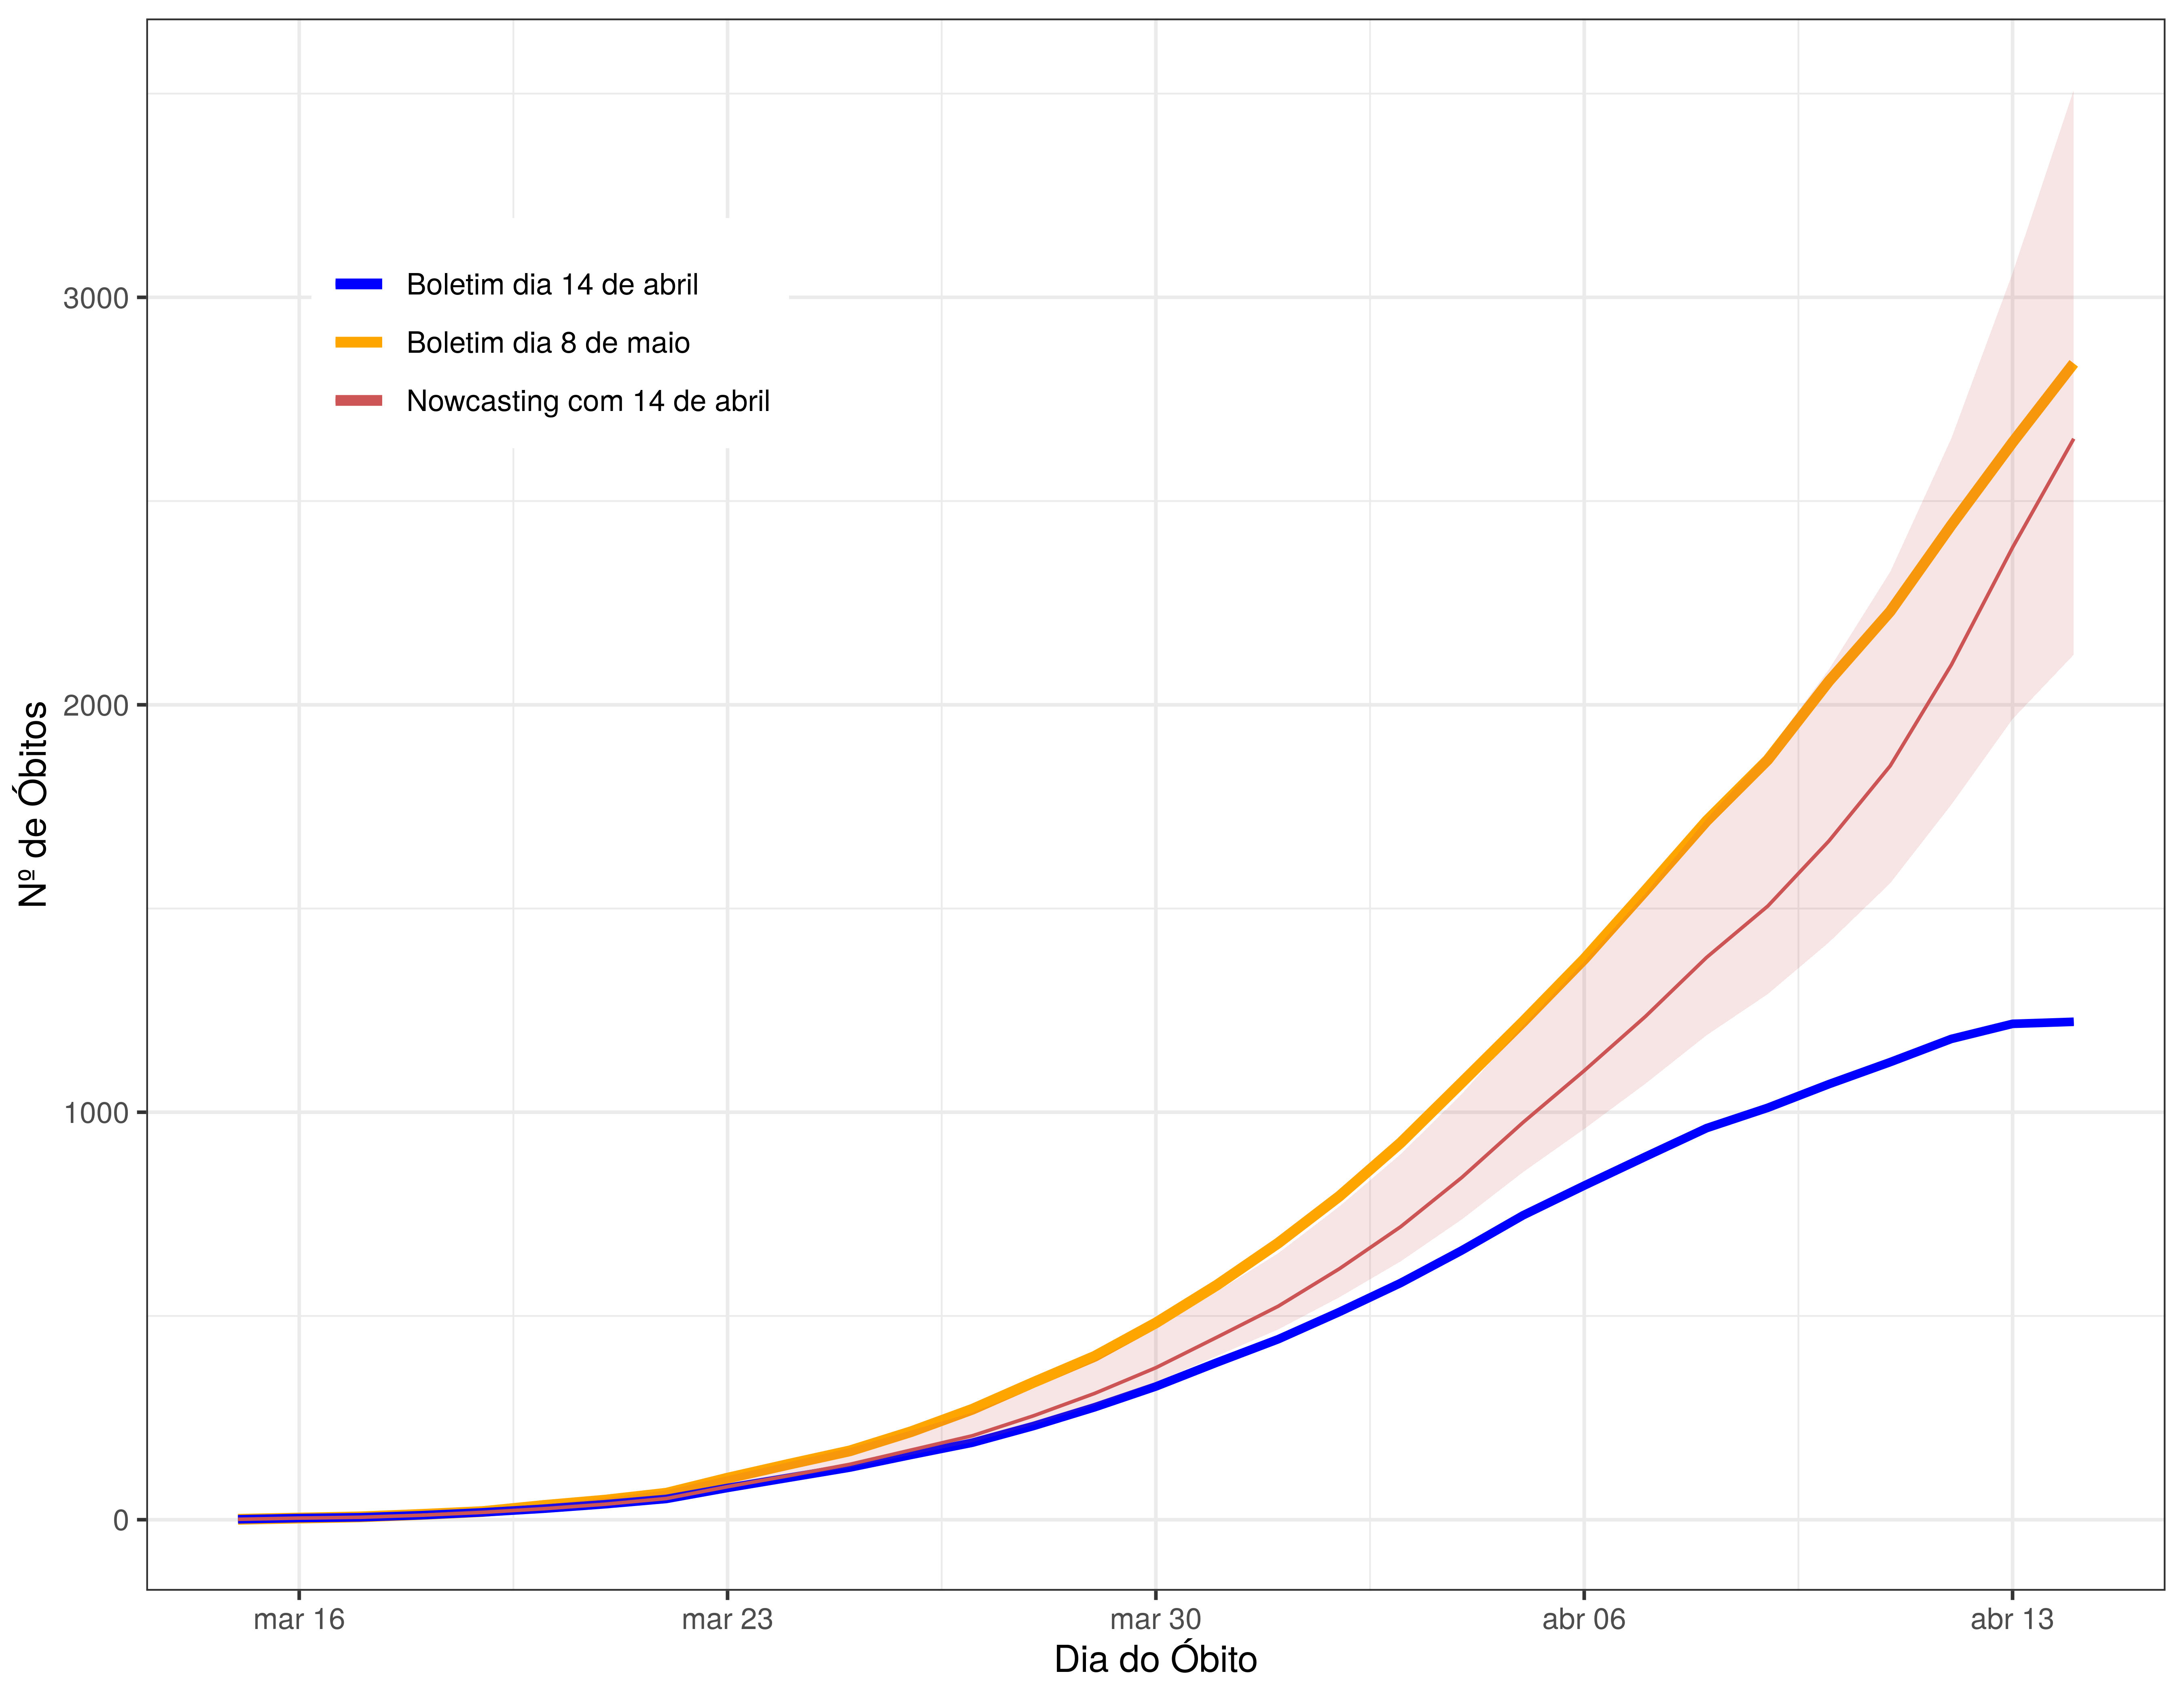 Boletim dia 14 de abril
Boletim dia 8 de maio
Nowcasting com 14 de abril
3000
2000
1000
0
Nº de Óbitos
mar 16
mar 23
mar 30
abr 06
abr 13
Dia do Óbito